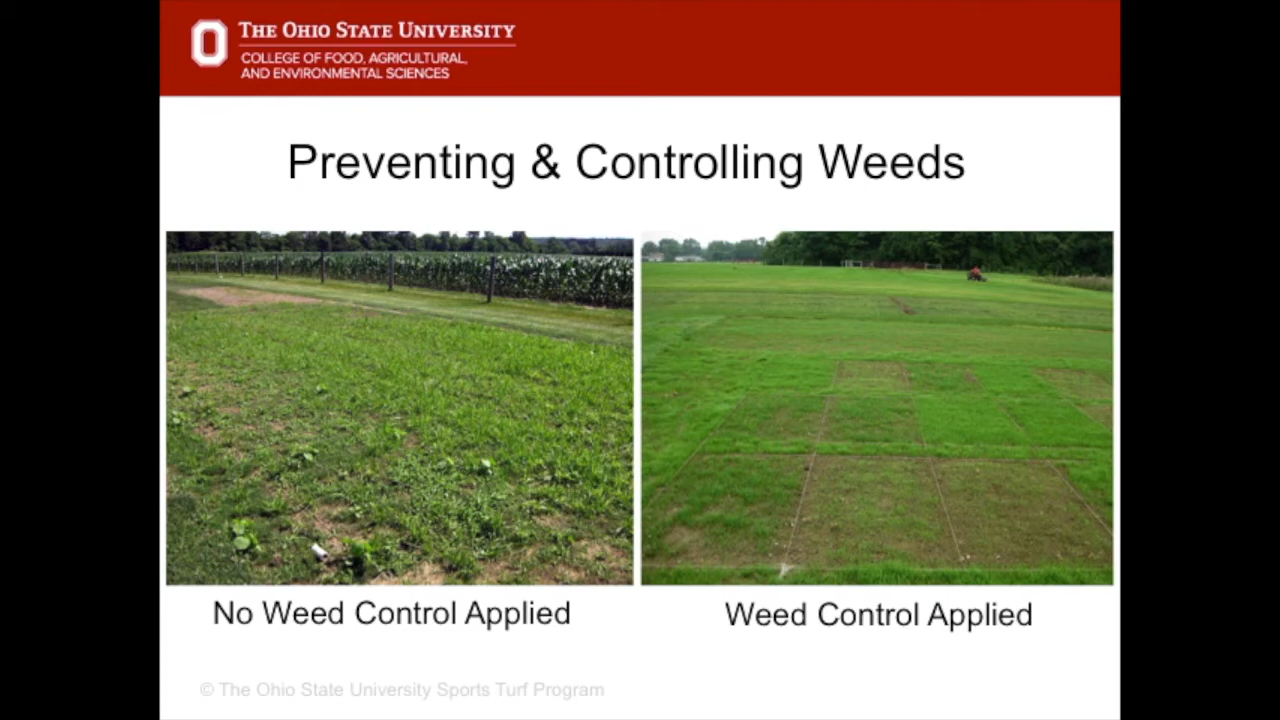 THE OHIO STATE UNIVERSITY
COLLEGE OF FOOD, AGRICULTURAL,
AND ENVIRONMENTAL SCIENCES
Preventing & Controlling Weeds
No Weed Control Applied
Weed Control Applied
© The Ohio State University Sports Turf Program